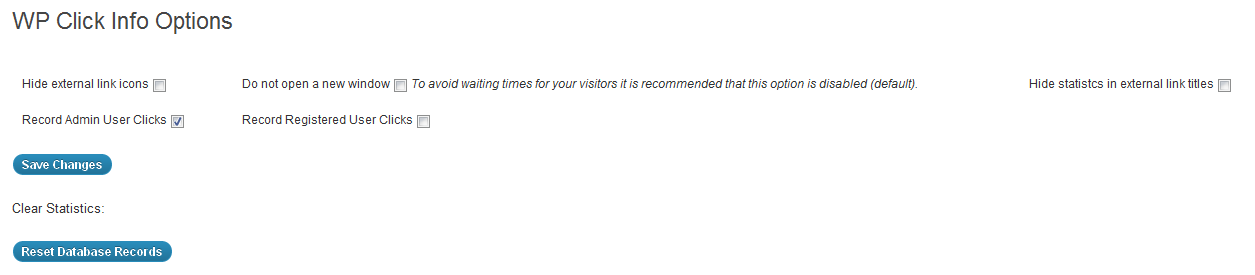 WP Click Info Options
Hide external link icons Do not open a new window To avoid waiting times for your visitors it is recommended that this option is disabled (default). Hide statistcs in external link titles
Record Admin User Clicks Record Registered User Clicks
Save Changes
Clear Statistics:
Reset Database Records